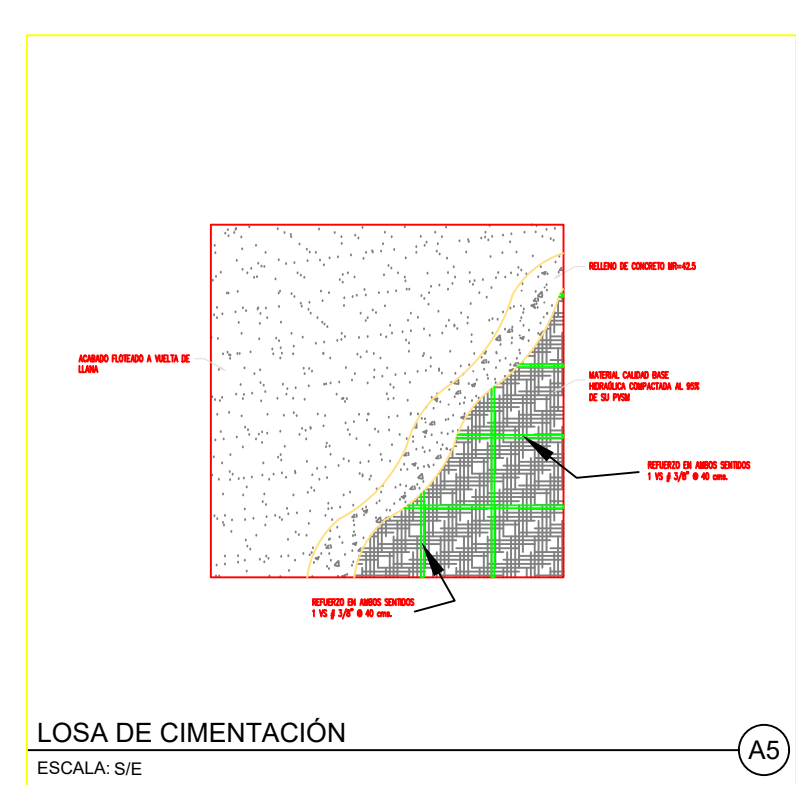 RELLENO DE CONCRETO MR=42.5
ACABADO FLOTEADO A VUELTA DE
LLANA
MATERIAL CALIDAD BASE
HIDRAÚLICA COMPACTADA AL 95%
DE SU PVSM
REFUERZO EN AMBOS SENTIDOS
1 VS # 3/8" @ 40 cms.
REFUERZO EN AMBOS SENTIDOS
1 VS # 3/8" @ 40 cms.
LOSA DE CIMENTACIÓN
A5
ESCALA: S/E